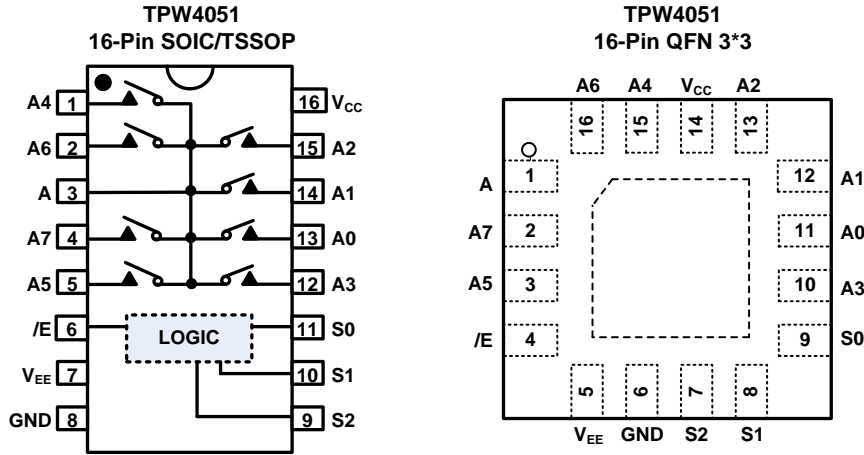 TPW4051
16-Pin SOIC/TSSOP
A4 1
16 VCC
A6 2
15 A2
A 3
14 A1
A7 4
13 A0
A5 5
12 A3
/E 6
LOGIC
11 S0
VEE 7
10 S1
GND 8
9 S2
TPW4051
16-Pin QFN 3*3
A6 A4 VCC A2
16 15 14 13
A 1
12 A1
A7 2
11 A0
A5 3
10 A3
/E 4
9 S0
5 6 7 8
VEE GND S2 S1